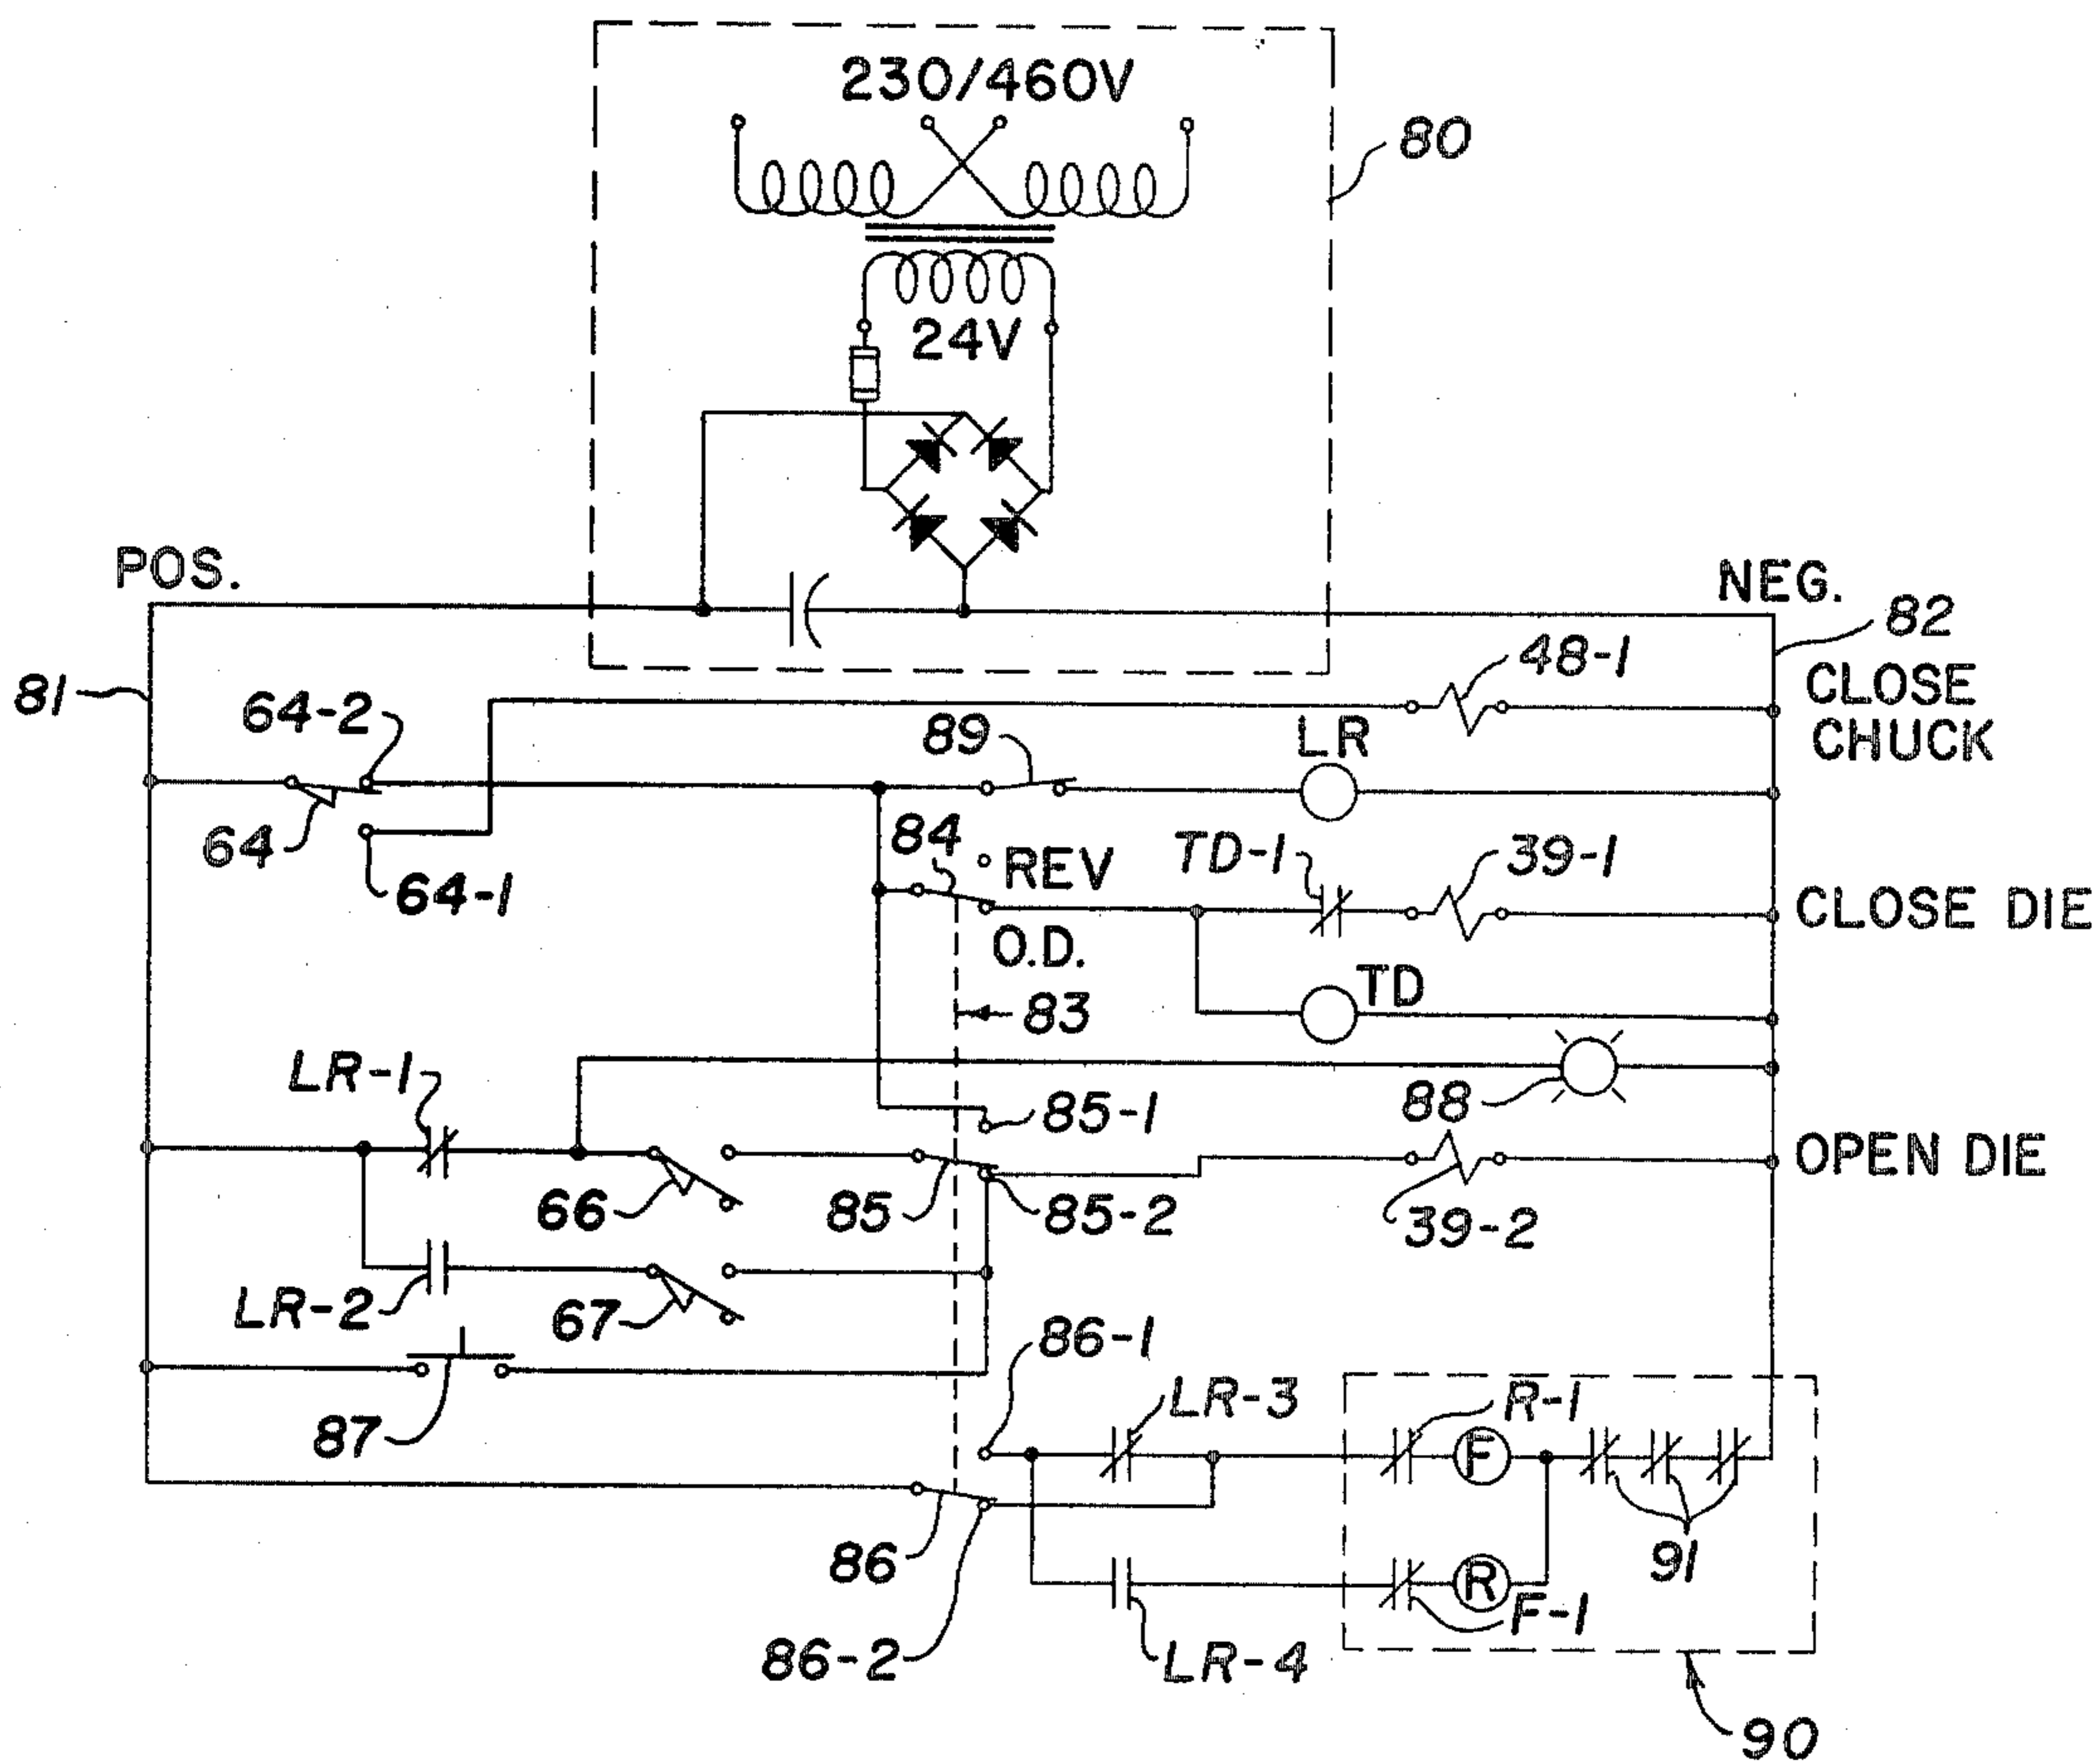 230/460V
80
24V
POS.
NEG.
82
81
64-2
48-1
CLOSE
CHUCK
89
LR
64
84
REV
TD-1
39-1
64-1
CLOSE DIE
O.D.
TD
83
LR-1
88
85-1
OPEN DIE
66
85
85-2
39-2
LR-2
67
86-1
87
LR-3
R-1
F
86
91
R
F-1
86-2
LR-4
90